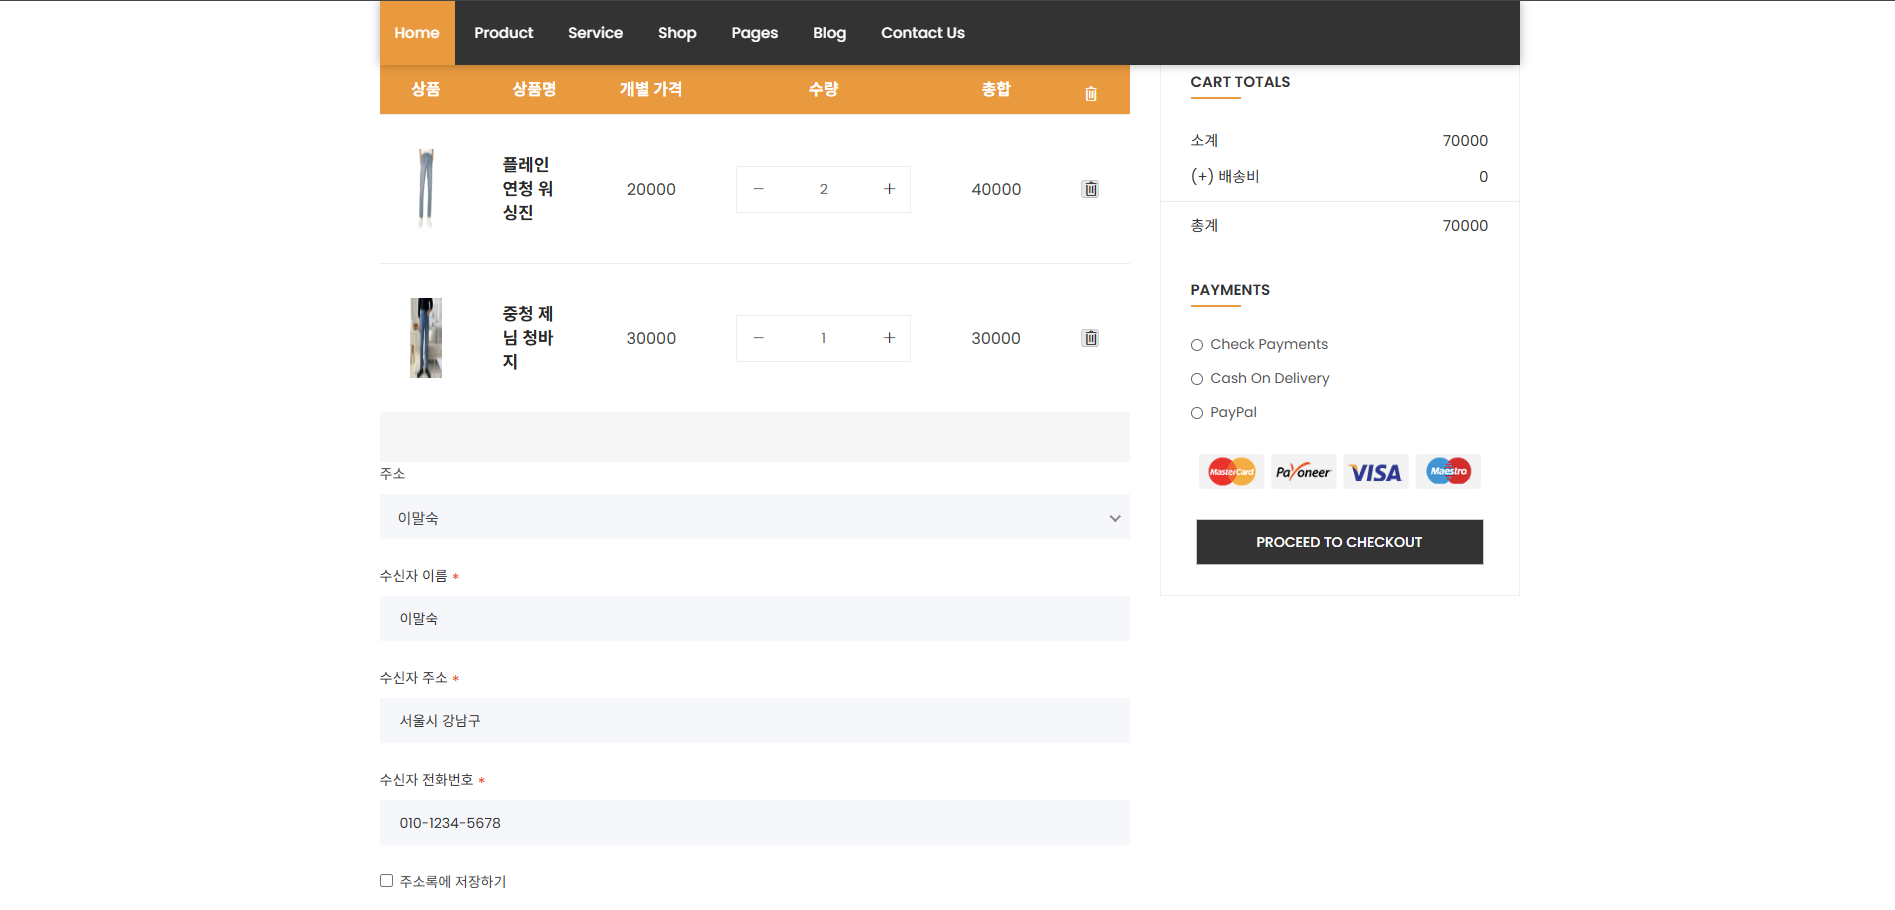 Home Product Service Shop Pages Blog Contact Us
상품 상품명 개별 가격 수량 총합
플레인
연청 워
싱진
20000 − 2 + 40000
중청 제
님 청바
지
30000 − 1 + 30000
주소
이말숙
수신자 이름 *
이말숙
수신자 주소 *
서울시 강남구
수신자 전화번호 *
010-1234-5678
주소록에 저장하기
CART TOTALS
소계 70000
(+) 배송비 0
총계 70000
PAYMENTS
Check Payments
Cash On Delivery
PayPal
MasterCard Payoneer VISA Maestro
PROCEED TO CHECKOUT